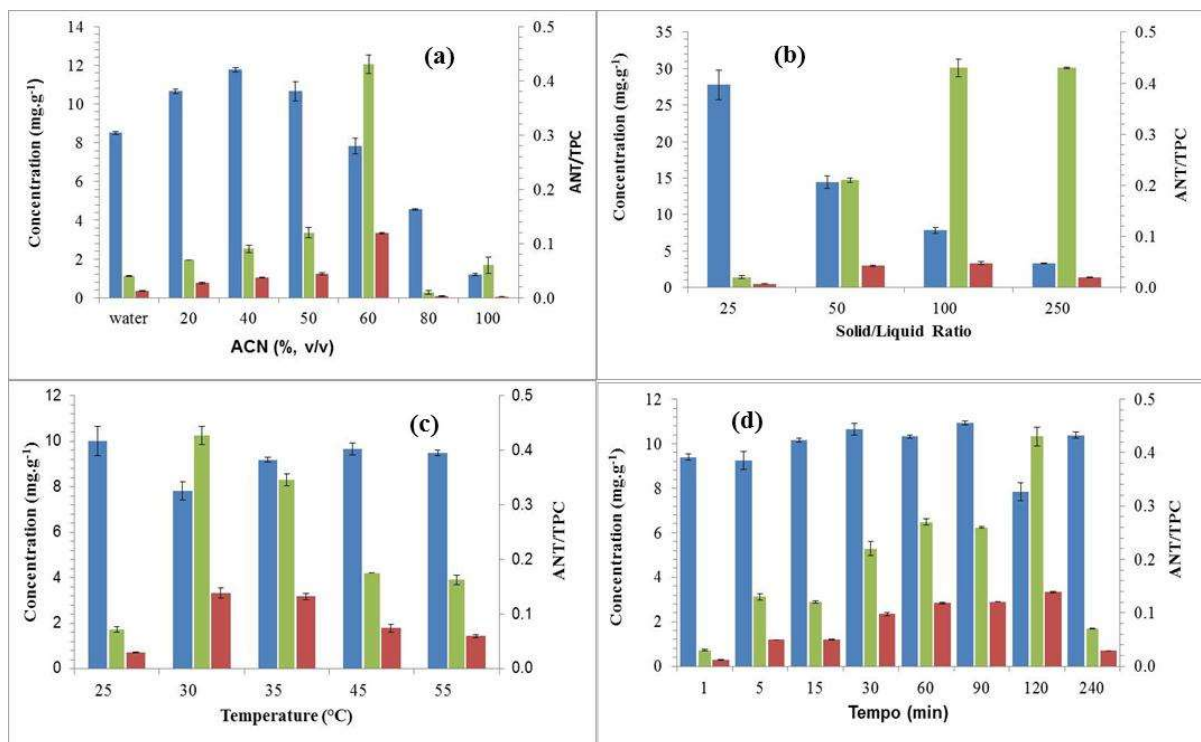 (a)
Concentration (mg.g⁻¹)
14
12
10
8
6
4
2
0
0.5
0.4
0.3
0.2
0.1
0.0
ANT/TPC
water 20 40 50 60 80 100
ACN (%, v/v)
(b)
Concentration (mg.g⁻¹)
35
30
25
20
15
10
5
0
0.5
0.4
0.3
0.2
0.1
0.0
ANT/TPC
25 50 100 250
Solid/Liquid Ratio
(c)
Concentration (mg.g⁻¹)
12
10
8
6
4
2
0
0.5
0.4
0.3
0.2
0.1
0.0
ANT/TPC
25 30 35 45 55
Temperature (°C)
(d)
Concentration (mg.g⁻¹)
12
10
8
6
4
2
0
0.5
0.4
0.3
0.2
0.1
0.0
ANT/TPC
1 5 15 30 60 90 120 240
Tempo (min)